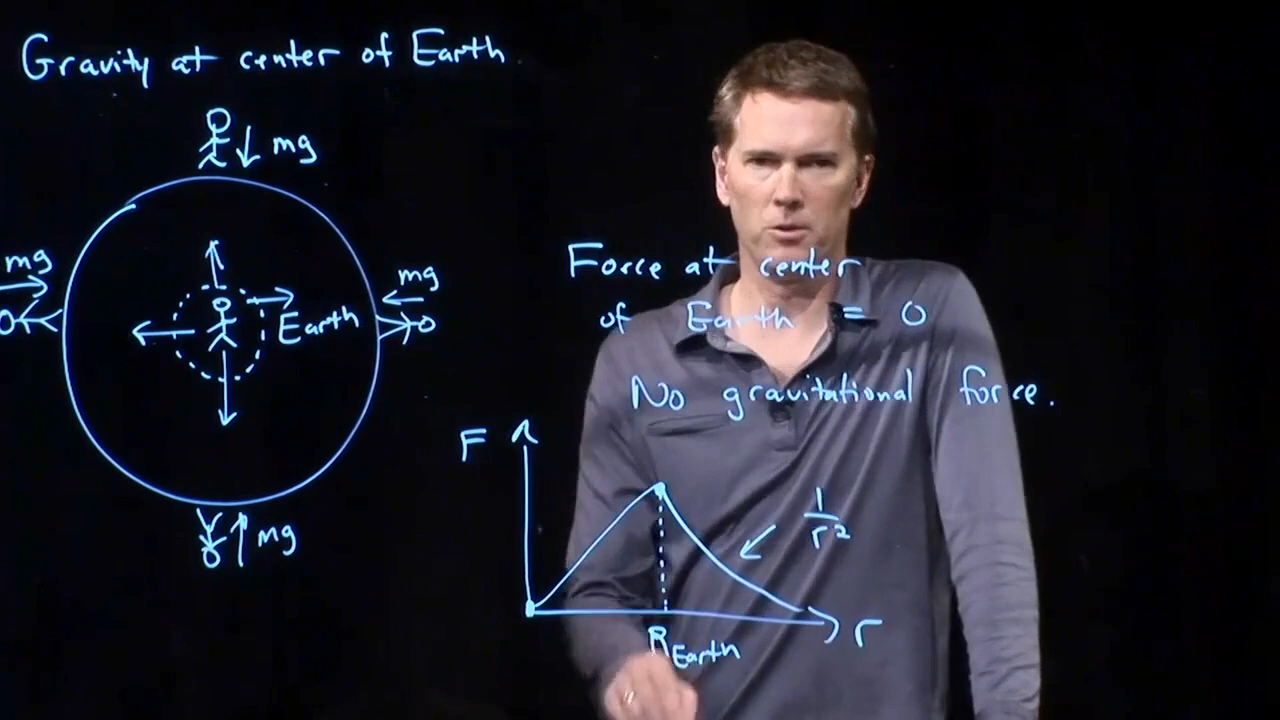 Gravity at center of Earth
mg
mg
mg
Earth
mg
Force at center
of Earth = 0
No gravitational force.
F
1/r²
r
R Earth